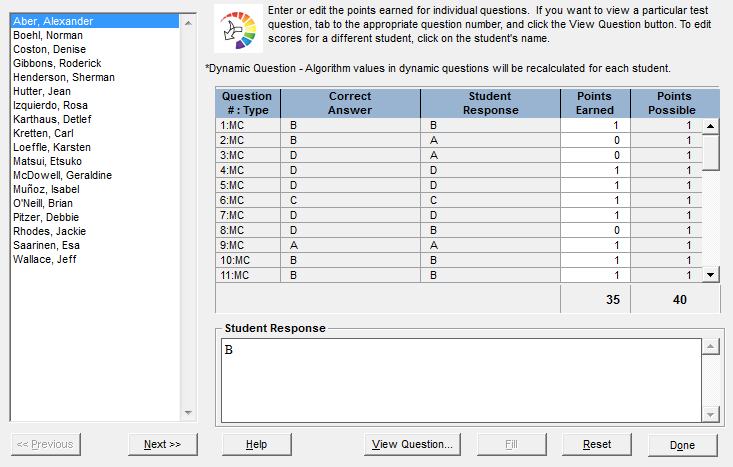 Aber, Alexander
Boehl, Norman
Coston, Denise
Gibbons, Roderick
Henderson, Sherman
Hutter, Jean
Izquierdo, Rosa
Karthaus, Detlef
Kretten, Carl
Loeffle, Karsten
Matsui, Etsuko
McDowell, Geraldine
Muñoz, Isabel
O'Neill, Brian
Pitzer, Debbie
Rhodes, Jackie
Saarinen, Esa
Wallace, Jeff
Enter or edit the points earned for individual questions. If you want to view a particular test
question, tab to the appropriate question number, and click the View Question button. To edit
scores for a different student, click on the student's name.
*Dynamic Question - Algorithm values in dynamic questions will be recalculated for each student.
Question Correct Student Points Points
# : Type Answer Response Earned Possible
1:MC B B 1 1
2:MC B A 0 1
3:MC D A 0 1
4:MC D D 1 1
5:MC D D 1 1
6:MC C C 1 1
7:MC D D 1 1
8:MC D B 0 1
9:MC A A 1 1
10:MC B B 1 1
11:MC B B 1 1
35 40
Student Response
B
<< Previous Next >> Help View Question... Fill Reset Done